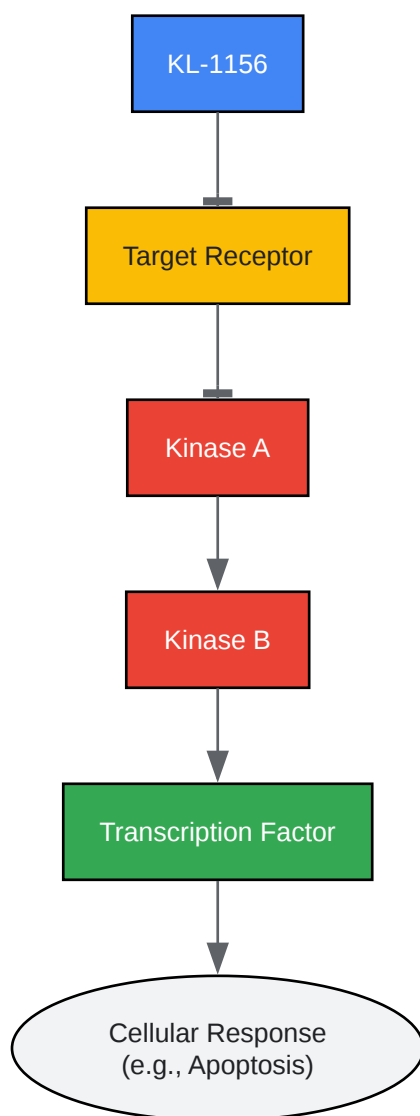 KL-1156
Target Receptor
Kinase A
Kinase B
Transcription Factor
Cellular Response
(e.g., Apoptosis)